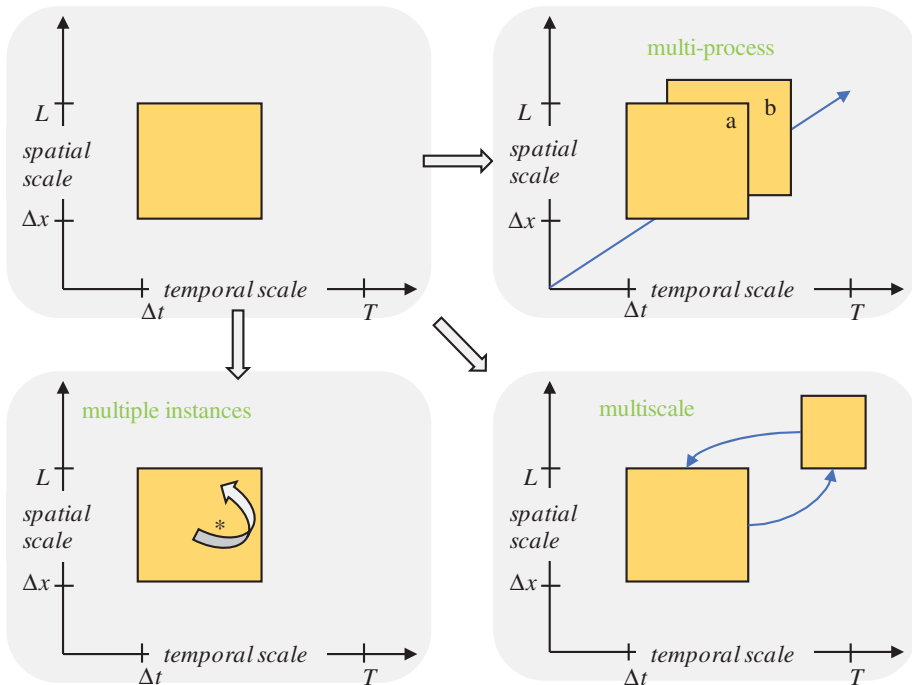 L
spatial
scale
Δx
temporal scale
Δt
T
multi-process
a
b
L
spatial
scale
Δx
temporal scale
Δt
T
multiple instances
L
spatial
scale
*
Δx
temporal scale
Δt
T
multiscale
L
spatial
scale
Δx
temporal scale
Δt
T